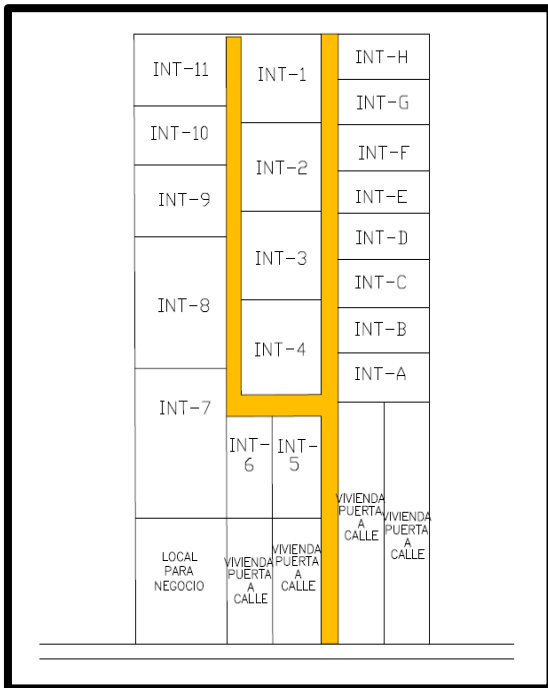 INT-11
INT-10
INT-9
INT-8
INT-7
LOCAL
PARA
NEGOCIO
INT-1
INT-2
INT-3
INT-4
INT-
6
INT-
5
VIVIENDA
PUERTA
A
CALLE
VIVIENDA
PUERTA
A
CALLE
INT-H
INT-G
INT-F
INT-E
INT-D
INT-C
INT-B
INT-A
VIVIENDA
PUERTA
A
CALLE
VIVIENDA
PUERTA
A
CALLE